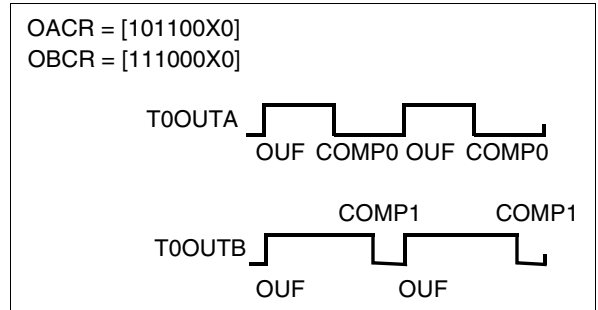 OACR = [101100X0]
OBCR = [111000X0]
T0OUTA
OUF COMP0 OUF COMP0
COMP1 COMP1
T0OUTB
OUF OUF